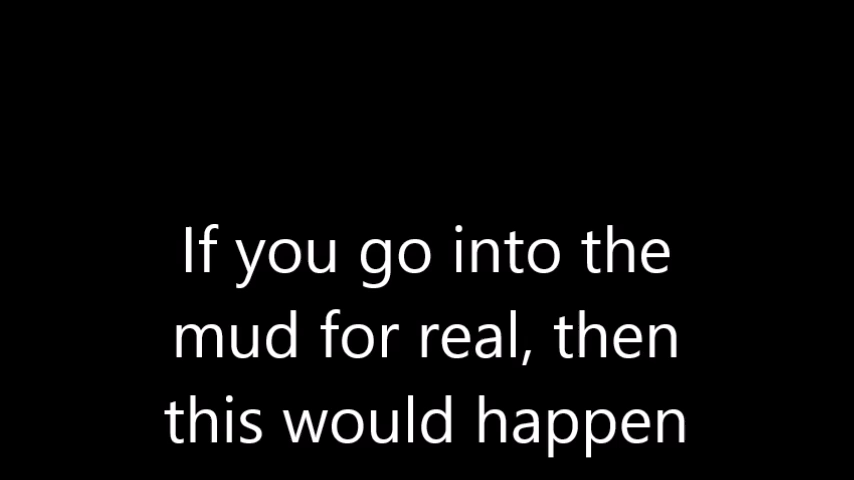 If you go into the
mud for real, then
this would happen